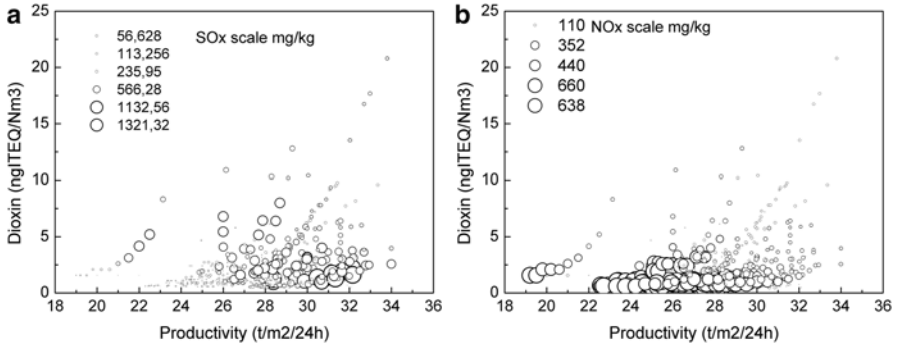 a
25
20
15
10
5
0
Dioxin (ngITEQ/Nm3)
56,628
113,256
235,95
566,28
1132,56
1321,32
SOx scale mg/kg
18 20 22 24 26 28 30 32 34 36
Productivity (t/m2/24h)
b
25
20
15
10
5
0
Dioxin (ngITEQ/Nm3)
110 NOx scale mg/kg
352
440
660
638
18 20 22 24 26 28 30 32 34 36
Productivity (t/m2/24h)